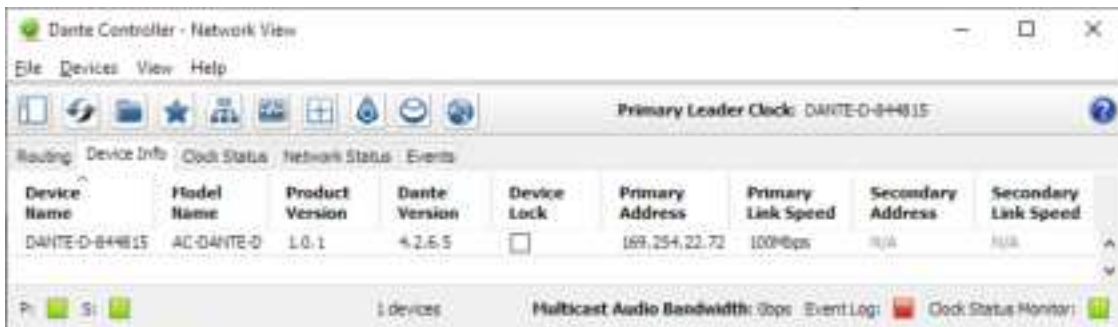 Dante Controller - Network View
File Devices View Help
Primary Leader Clock: DANTE-D-844815
Routing Device Info Clock Status Network Status Events
Device Name Model Name Product Version Dante Version Device Lock Primary Address Primary Link Speed Secondary Address Secondary Link Speed
DANTE-D-844815 AC-DANTE-D 1.0.1 4.2.6.5 169.254.22.72 100Mbps N/A N/A
P: S: 1 devices Multicast Audio Bandwidth: 0bps Event Log: Clock Status Monitor: